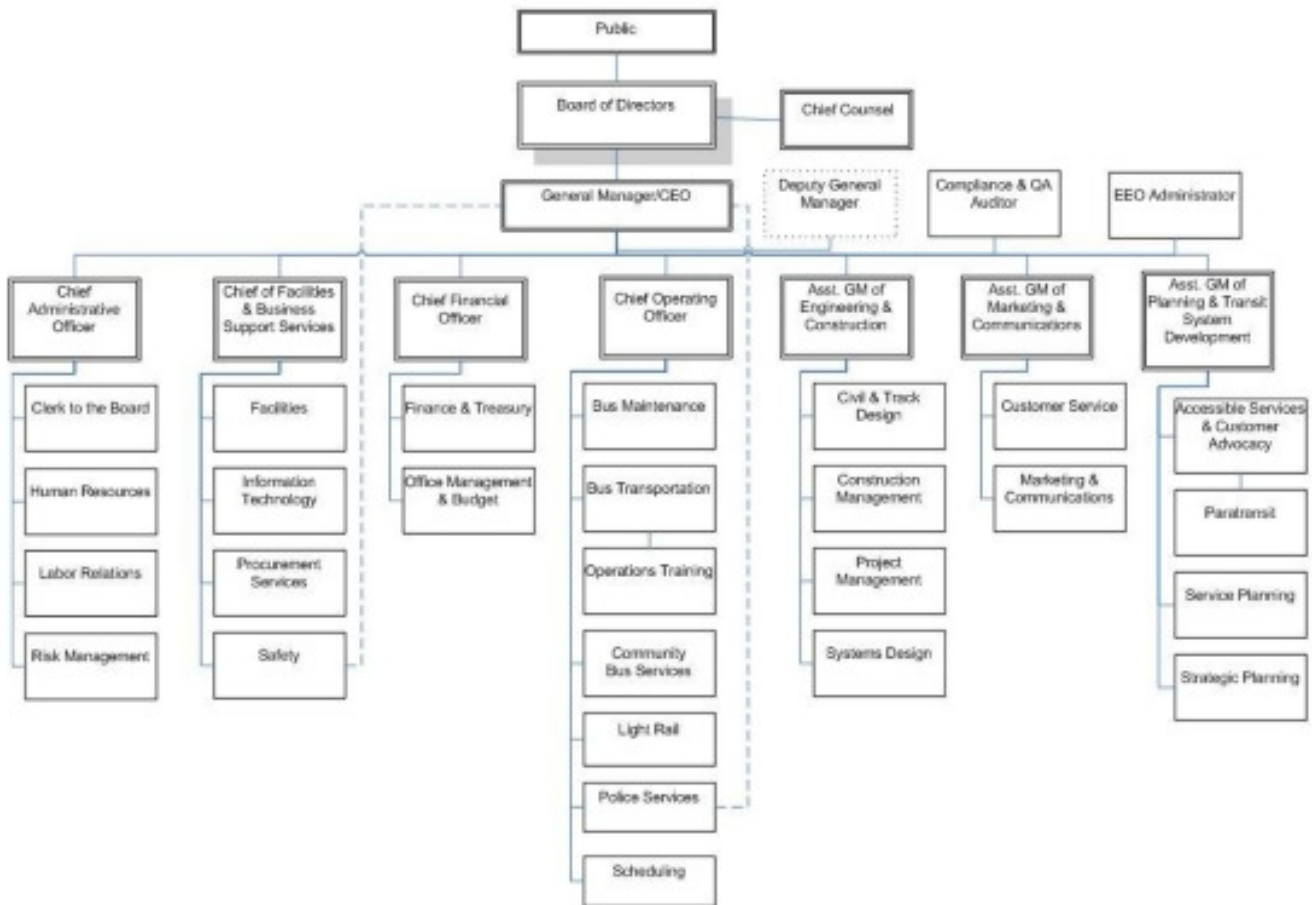 Public
Board of Directors
Chief Counsel
General Manager/CEO
Deputy General
Manager
Compliance & QA
Auditor
EEO Administrator
Chief
Administrative
Officer
Chief of Facilities
& Business
Support Services
Chief Financial
Officer
Chief Operating
Officer
Asst. GM of
Engineering &
Construction
Asst. GM of
Marketing &
Communications
Asst. GM of
Planning & Transit
System
Development
Clerk to the Board
Human Resources
Labor Relations
Risk Management
Facilities
Information
Technology
Procurement
Services
Safety
Finance & Treasury
Office Management
& Budget
Bus Maintenance
Bus Transportation
Operations Training
Community
Bus Services
Light Rail
Police Services
Scheduling
Civil & Track
Design
Construction
Management
Project
Management
Systems Design
Customer Service
Marketing &
Communications
Accessible Services
& Customer
Advocacy
Paratransit
Service Planning
Strategic Planning